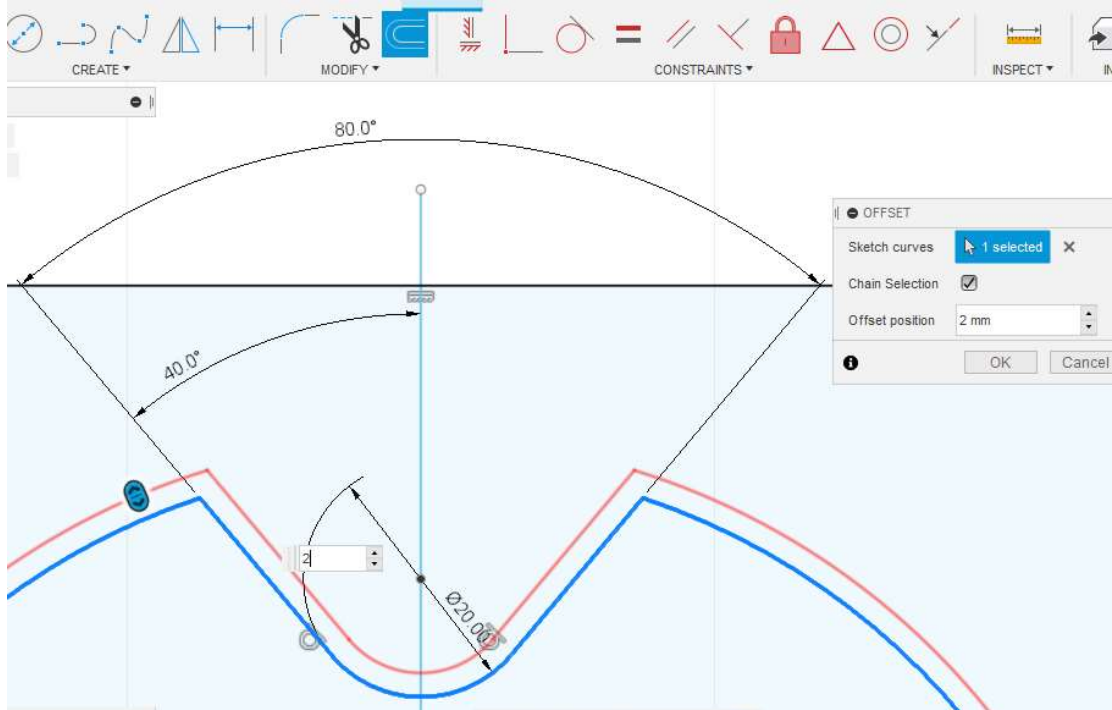 CREATE ▾
MODIFY ▾
CONSTRAINTS ▾
INSPECT ▾
IN
80.0°
OFFSET
Sketch curves 1 selected
Chain Selection
Offset position 2 mm
OK Cancel
40.0°
2
Ø20.00